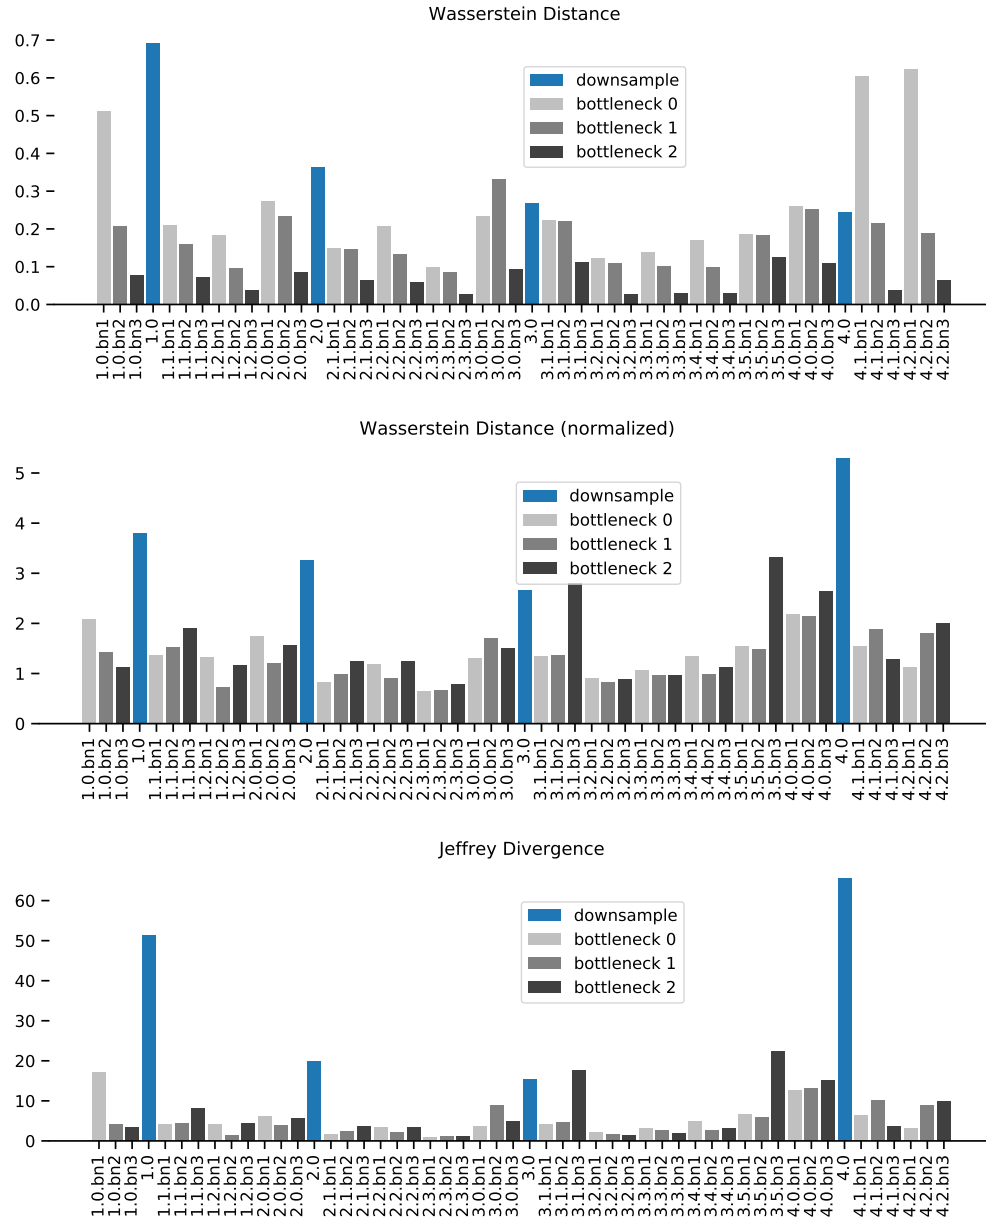 Wasserstein Distance
0.7
0.6
0.5
0.4
0.3
0.2
0.1
0.0
downsample
bottleneck 0
bottleneck 1
bottleneck 2
1.0.bn1
1.0.bn2
1.0.bn3
1.0
1.1.bn1
1.1.bn2
1.1.bn3
1.2.bn1
1.2.bn2
1.2.bn3
2.0.bn1
2.0.bn2
2.0.bn3
2.0
2.1.bn1
2.1.bn2
2.1.bn3
2.2.bn1
2.2.bn2
2.2.bn3
2.3.bn1
2.3.bn2
2.3.bn3
3.0.bn1
3.0.bn2
3.0.bn3
3.0
3.1.bn1
3.1.bn2
3.1.bn3
3.2.bn1
3.2.bn2
3.2.bn3
3.3.bn1
3.3.bn2
3.3.bn3
3.4.bn1
3.4.bn2
3.4.bn3
3.5.bn1
3.5.bn2
3.5.bn3
4.0.bn1
4.0.bn2
4.0.bn3
4.0
4.1.bn1
4.1.bn2
4.1.bn3
4.2.bn1
4.2.bn2
4.2.bn3
Wasserstein Distance (normalized)
5
4
3
2
1
0
downsample
bottleneck 0
bottleneck 1
bottleneck 2
1.0.bn1
1.0.bn2
1.0.bn3
1.0
1.1.bn1
1.1.bn2
1.1.bn3
1.2.bn1
1.2.bn2
1.2.bn3
2.0.bn1
2.0.bn2
2.0.bn3
2.0
2.1.bn1
2.1.bn2
2.1.bn3
2.2.bn1
2.2.bn2
2.2.bn3
2.3.bn1
2.3.bn2
2.3.bn3
3.0.bn1
3.0.bn2
3.0.bn3
3.0
3.1.bn1
3.1.bn2
3.1.bn3
3.2.bn1
3.2.bn2
3.2.bn3
3.3.bn1
3.3.bn2
3.3.bn3
3.4.bn1
3.4.bn2
3.4.bn3
3.5.bn1
3.5.bn2
3.5.bn3
4.0.bn1
4.0.bn2
4.0.bn3
4.0
4.1.bn1
4.1.bn2
4.1.bn3
4.2.bn1
4.2.bn2
4.2.bn3
Jeffrey Divergence
60
50
40
30
20
10
0
downsample
bottleneck 0
bottleneck 1
bottleneck 2
1.0.bn1
1.0.bn2
1.0.bn3
1.0
1.1.bn1
1.1.bn2
1.1.bn3
1.2.bn1
1.2.bn2
1.2.bn3
2.0.bn1
2.0.bn2
2.0.bn3
2.0
2.1.bn1
2.1.bn2
2.1.bn3
2.2.bn1
2.2.bn2
2.2.bn3
2.3.bn1
2.3.bn2
2.3.bn3
3.0.bn1
3.0.bn2
3.0.bn3
3.0
3.1.bn1
3.1.bn2
3.1.bn3
3.2.bn1
3.2.bn2
3.2.bn3
3.3.bn1
3.3.bn2
3.3.bn3
3.4.bn1
3.4.bn2
3.4.bn3
3.5.bn1
3.5.bn2
3.5.bn3
4.0.bn1
4.0.bn2
4.0.bn3
4.0
4.1.bn1
4.1.bn2
4.1.bn3
4.2.bn1
4.2.bn2
4.2.bn3